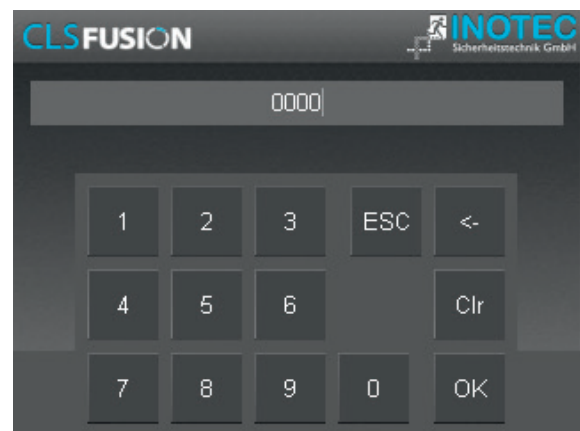 CLSFUSION
INOTEC
Sicherheitstechnik GmbH
0000
1 2 3 ESC <-
4 5 6 Clr
7 8 9 0 OK